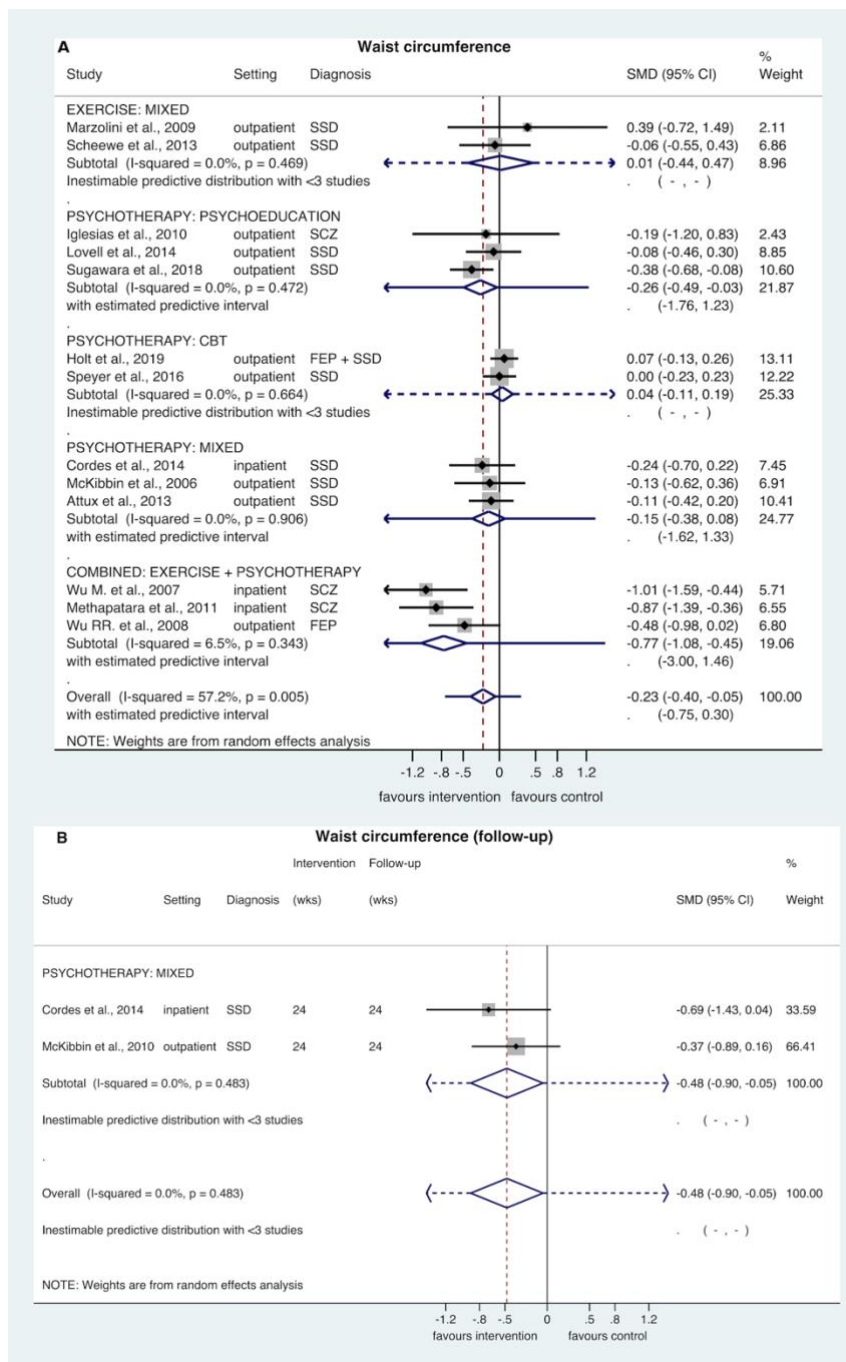 A Waist circumference
%
Study Setting Diagnosis SMD (95% CI) Weight
EXERCISE: MIXED
Marzolini et al., 2009 outpatient SSD 0.39 (-0.72, 1.49) 2.11
Scheewe et al., 2013 outpatient SSD -0.06 (-0.55, 0.43) 6.86
Subtotal (I-squared = 0.0%, p = 0.469) 0.01 (-0.44, 0.47) 8.96
Inestimable predictive distribution with <3 studies . ( - , - )
.
PSYCHOTHERAPY: PSYCHOEDUCATION
Iglesias et al., 2010 outpatient SCZ -0.19 (-1.20, 0.83) 2.43
Lovell et al., 2014 outpatient SSD -0.08 (-0.46, 0.30) 8.85
Sugawara et al., 2018 outpatient SSD -0.38 (-0.68, -0.08) 10.60
Subtotal (I-squared = 0.0%, p = 0.472) -0.26 (-0.49, -0.03) 21.87
with estimated predictive interval . (-1.76, 1.23)
.
PSYCHOTHERAPY: CBT
Holt et al., 2019 outpatient FEP + SSD 0.07 (-0.13, 0.26) 13.11
Speyer et al., 2016 outpatient SSD 0.00 (-0.23, 0.23) 12.22
Subtotal (I-squared = 0.0%, p = 0.664) 0.04 (-0.11, 0.19) 25.33
Inestimable predictive distribution with <3 studies . ( - , - )
.
PSYCHOTHERAPY: MIXED
Cordes et al., 2014 inpatient SSD -0.24 (-0.70, 0.22) 7.45
McKibbin et al., 2006 outpatient SSD -0.13 (-0.62, 0.36) 6.91
Attux et al., 2013 outpatient SSD -0.11 (-0.42, 0.20) 10.41
Subtotal (I-squared = 0.0%, p = 0.906) -0.15 (-0.38, 0.08) 24.77
with estimated predictive interval . (-1.62, 1.33)
.
COMBINED: EXERCISE + PSYCHOTHERAPY
Wu M. et al., 2007 inpatient SCZ -1.01 (-1.59, -0.44) 5.71
Methapatara et al., 2011 inpatient SCZ -0.87 (-1.39, -0.36) 6.55
Wu RR. et al., 2008 outpatient FEP -0.48 (-0.98, 0.02) 6.80
Subtotal (I-squared = 6.5%, p = 0.343) -0.77 (-1.08, -0.45) 19.06
with estimated predictive interval . (-3.00, 1.46)
.
Overall (I-squared = 57.2%, p = 0.005) -0.23 (-0.40, -0.05) 100.00
with estimated predictive interval . (-0.75, 0.30)
NOTE: Weights are from random effects analysis
-1.2 -.8 -.5 0 .5 .8 1.2
favours intervention favours control
B Waist circumference (follow-up)
Intervention Follow-up %
Study Setting Diagnosis (wks) (wks) SMD (95% CI) Weight
PSYCHOTHERAPY: MIXED
Cordes et al., 2014 inpatient SSD 24 24 -0.69 (-1.43, 0.04) 33.59
McKibbin et al., 2010 outpatient SSD 24 24 -0.37 (-0.89, 0.16) 66.41
Subtotal (I-squared = 0.0%, p = 0.483) -0.48 (-0.90, -0.05) 100.00
Inestimable predictive distribution with <3 studies . ( - , - )
.
Overall (I-squared = 0.0%, p = 0.483) -0.48 (-0.90, -0.05) 100.00
Inestimable predictive distribution with <3 studies . ( - , - )
NOTE: Weights are from random effects analysis
-1.2 -.8 -.5 0 .5 .8 1.2
favours intervention favours control